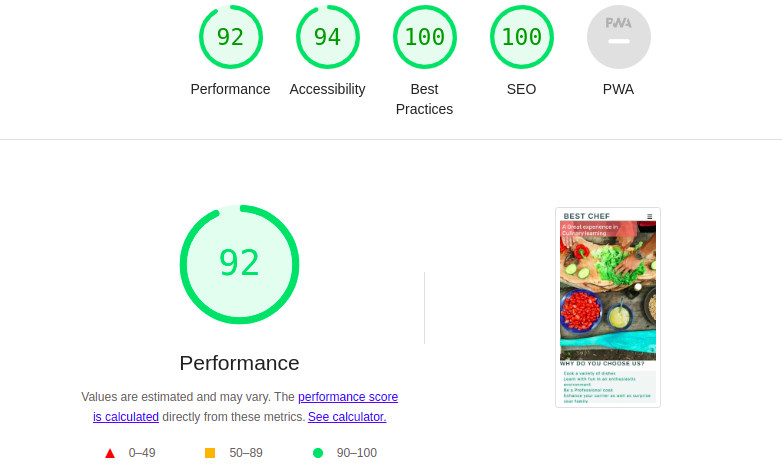 92 94 100 100 PWA
Performance Accessibility Best SEO PWA
Practices
92
Performance
Values are estimated and may vary. The performance score
is calculated directly from these metrics. See calculator.
0–49 50–89 90–100
BEST CHEF
A Great experience in
Culinary learning
WHY DO YOU CHOOSE US?
Cook a variety of dishes
Learn with fun in an enthusiastic
environment
Be a Professional cook
Enhance your carrier as well as surprise
your family